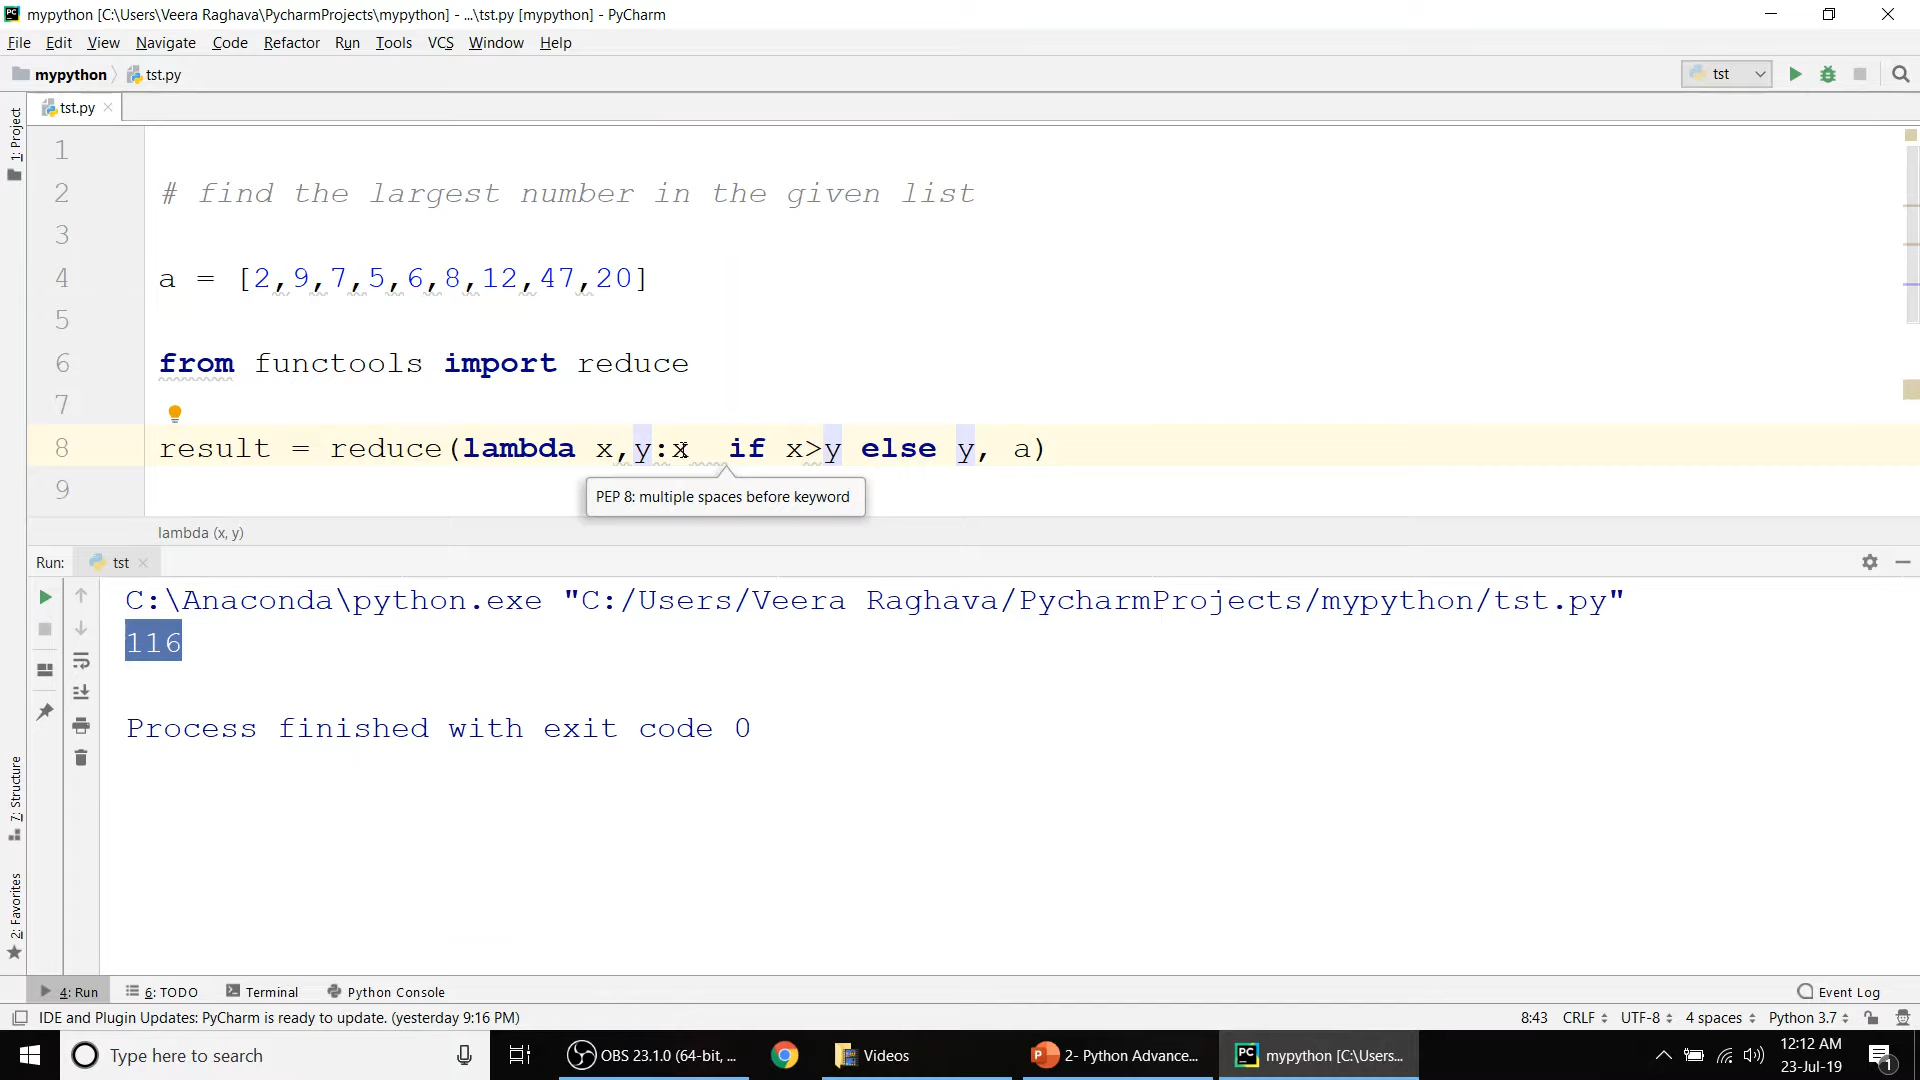 mypython [C:\Users\Veera Raghava\PycharmProjects\mypython] - ...\tst.py [mypython] - PyCharm
File Edit View Navigate Code Refactor Run Tools VCS Window Help
mypython tst.py tst
tst.py
1: Project
1
2 # find the largest number in the given list
3
4 a = [2,9,7,5,6,8,12,47,20]
5
6 from functools import reduce
7
8 result = reduce(lambda x,y:x  if x>y else y, a)
9
PEP 8: multiple spaces before keyword
lambda (x, y)
Run: tst
C:\Anaconda\python.exe "C:/Users/Veera Raghava/PycharmProjects/mypython/tst.py"
116
Process finished with exit code 0
7: Structure
2: Favorites
4: Run 6: TODO Terminal Python Console Event Log
IDE and Plugin Updates: PyCharm is ready to update. (yesterday 9:16 PM) 8:43 CRLF UTF-8 4 spaces Python 3.7
Type here to search OBS 23.1.0 (64-bit, ... Videos 2- Python Advance... mypython [C:\Users... 12:12 AM
23-Jul-19 1